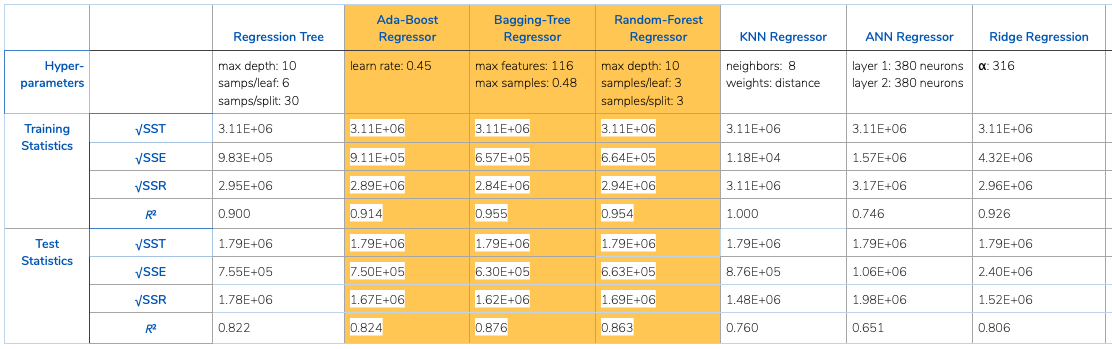 Regression Tree Ada-Boost Regressor Bagging-Tree Regressor Random-Forest Regressor KNN Regressor ANN Regressor Ridge Regression
Hyper-parameters max depth: 10 learn rate: 0.45 max features: 116 max depth: 10 neighbors: 8 layer 1: 380 neurons α: 316
samps/leaf: 6 max samples: 0.48 samples/leaf: 3 weights: distance layer 2: 380 neurons
samps/split: 30 samples/split: 3
Training Statistics √SST 3.11E+06 3.11E+06 3.11E+06 3.11E+06 3.11E+06 3.11E+06 3.11E+06
√SSE 9.83E+05 9.11E+05 6.57E+05 6.64E+05 1.18E+04 1.57E+06 4.32E+06
√SSR 2.95E+06 2.89E+06 2.84E+06 2.94E+06 3.11E+06 3.17E+06 2.96E+06
R² 0.900 0.914 0.955 0.954 1.000 0.746 0.926
Test Statistics √SST 1.79E+06 1.79E+06 1.79E+06 1.79E+06 1.79E+06 1.79E+06 1.79E+06
√SSE 7.55E+05 7.50E+05 6.30E+05 6.63E+05 8.76E+05 1.06E+06 2.40E+06
√SSR 1.78E+06 1.67E+06 1.62E+06 1.69E+06 1.48E+06 1.98E+06 1.52E+06
R² 0.822 0.824 0.876 0.863 0.760 0.651 0.806